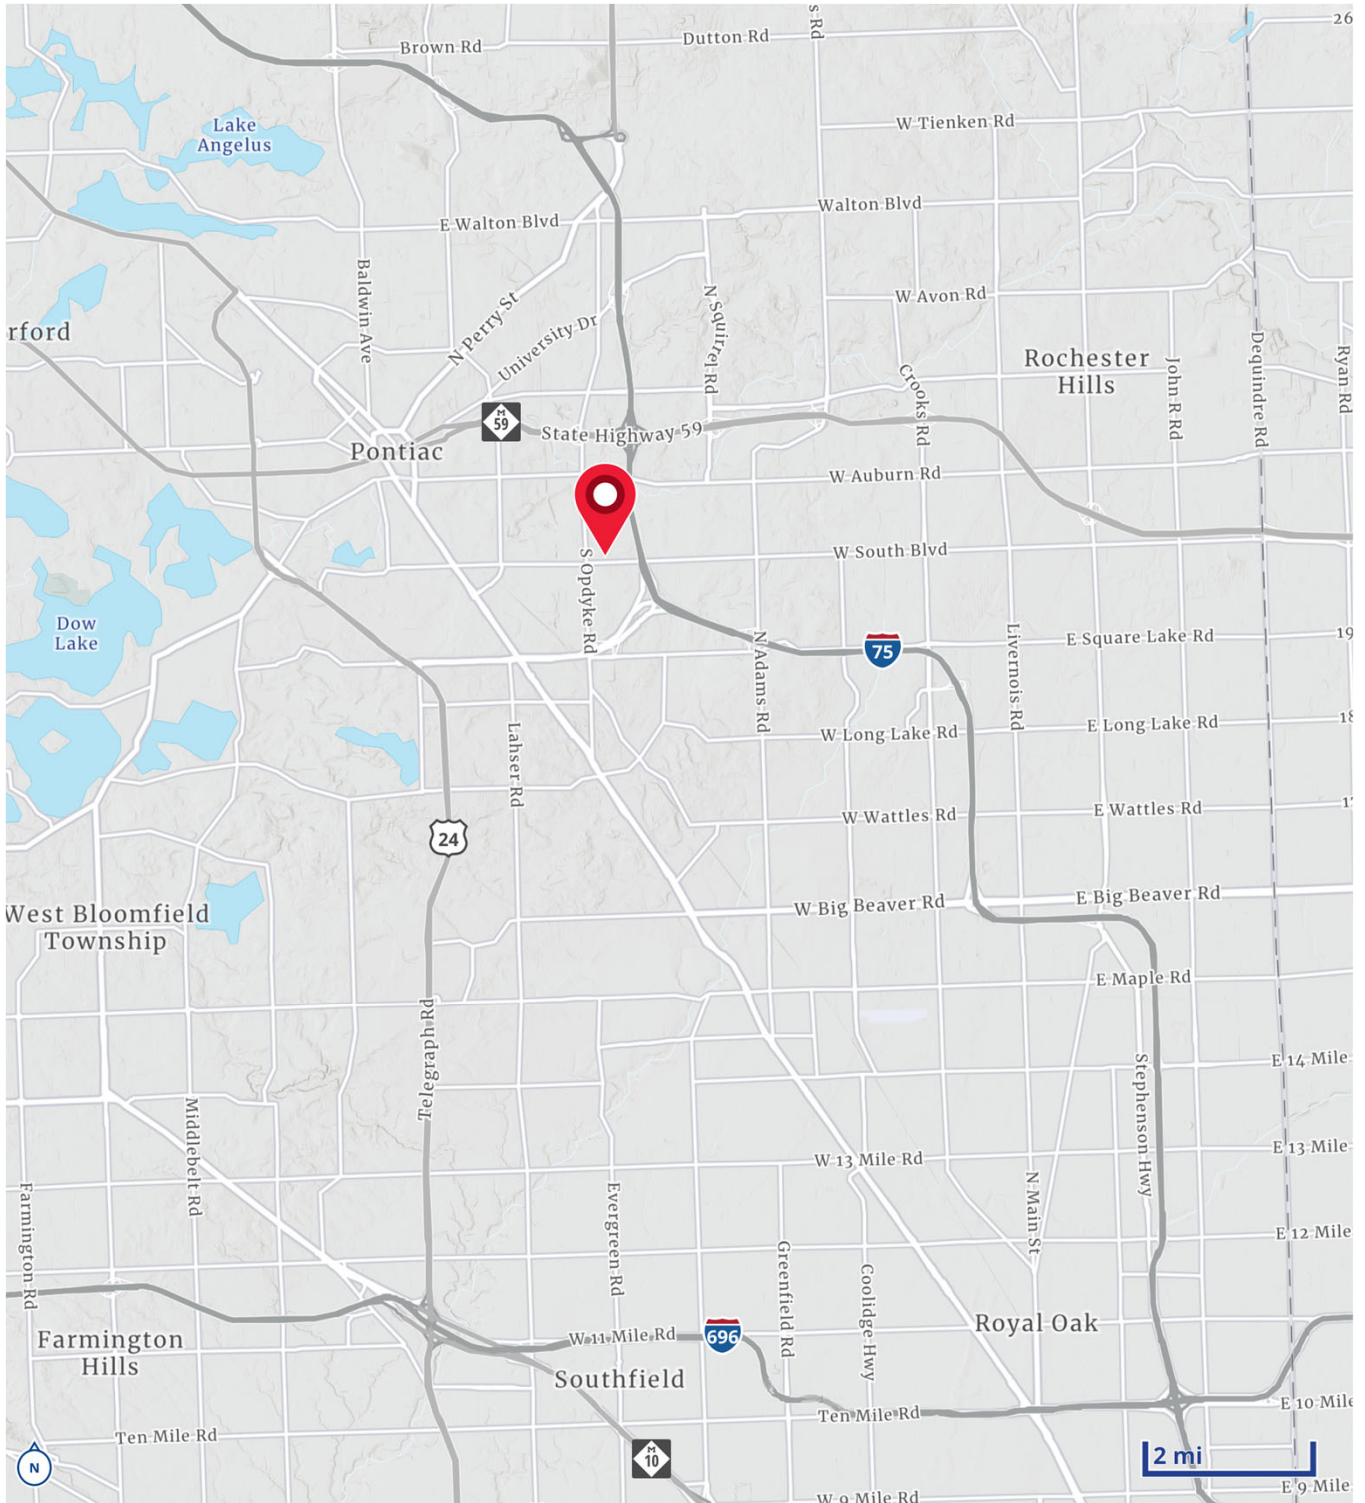 26
Brown Rd
Dutton Rd
s Rd
Lake
Angelus
W Tienken Rd
E Walton Blvd
Walton Blvd
Baldwin Ave
N Perry St
University Dr
N Squirrel Rd
W Avon Rd
rford
Rochester
Hills
Crooks Rd
John R Rd
Dequindre Rd
Ryan Rd
M
59
State Highway 59
Pontiac
W Auburn Rd
W South Blvd
S Opdyke Rd
Dow
Lake
N Adams Rd
75
Livernois Rd
E Square Lake Rd
19
Lahser Rd
W Long Lake Rd
E Long Lake Rd
18
24
W Wattles Rd
E Wattles Rd
17
West Bloomfield
Township
W Big Beaver Rd
E Big Beaver Rd
E Maple Rd
Telegraph Rd
Stephenson Hwy
E 14 Mile
Middlebelt Rd
W 13 Mile Rd
E 13 Mile
Farmington Rd
Evergreen Rd
N Main St
E 12 Mile
Greenfield Rd
Coolidge Hwy
Farmington
Hills
W 11 Mile Rd
696
Royal Oak
Southfield
Ten Mile Rd
Ten Mile Rd
E 10 Mile
N
M
10
2 mi
W 9 Mile Rd
E 9 Mile